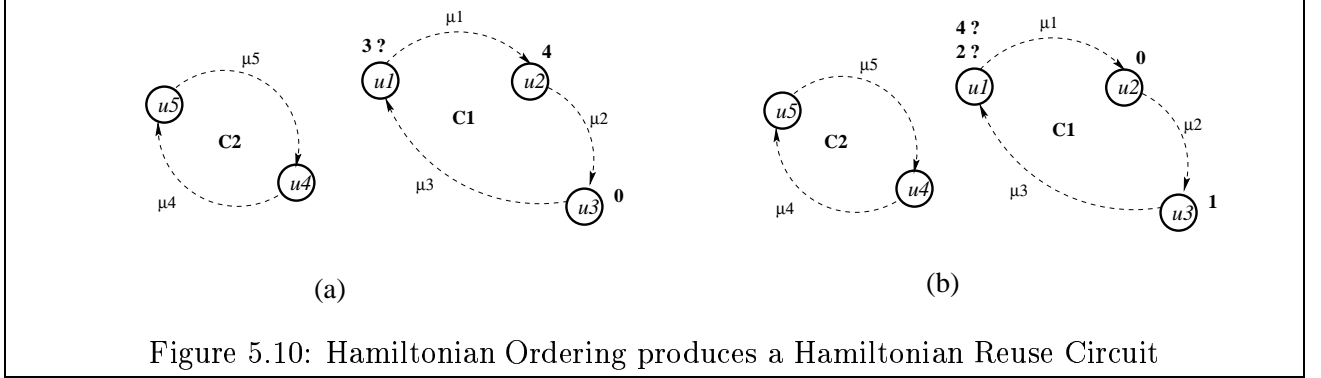 μ1
3 ?
4
μ5
u1
u2
u5
C1
μ2
C2
u4
μ3
μ4
u3
0
(a)
μ1
4 ?
2 ?
0
μ5
u1
u2
u5
C1
μ2
C2
u4
μ3
μ4
u3
1
(b)
Figure 5.10: Hamiltonian Ordering produces a Hamiltonian Reuse Circuit